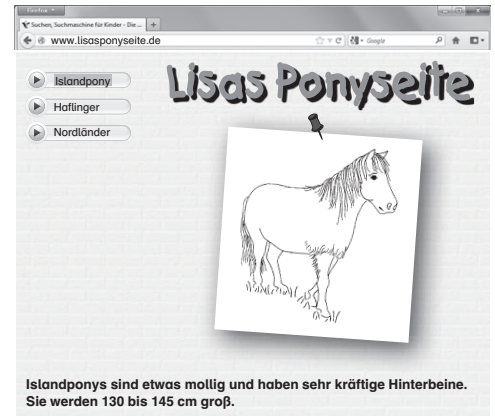 Firefox
Suchen, Suchmaschine für Kinder - Die ...
www.lisasponyseite.de
Google
Lisas Ponyseite
Islandpony
Haflinger
Nordländer
Islandponys sind etwas mollig und haben sehr kräftige Hinterbeine.
Sie werden 130 bis 145 cm groß.